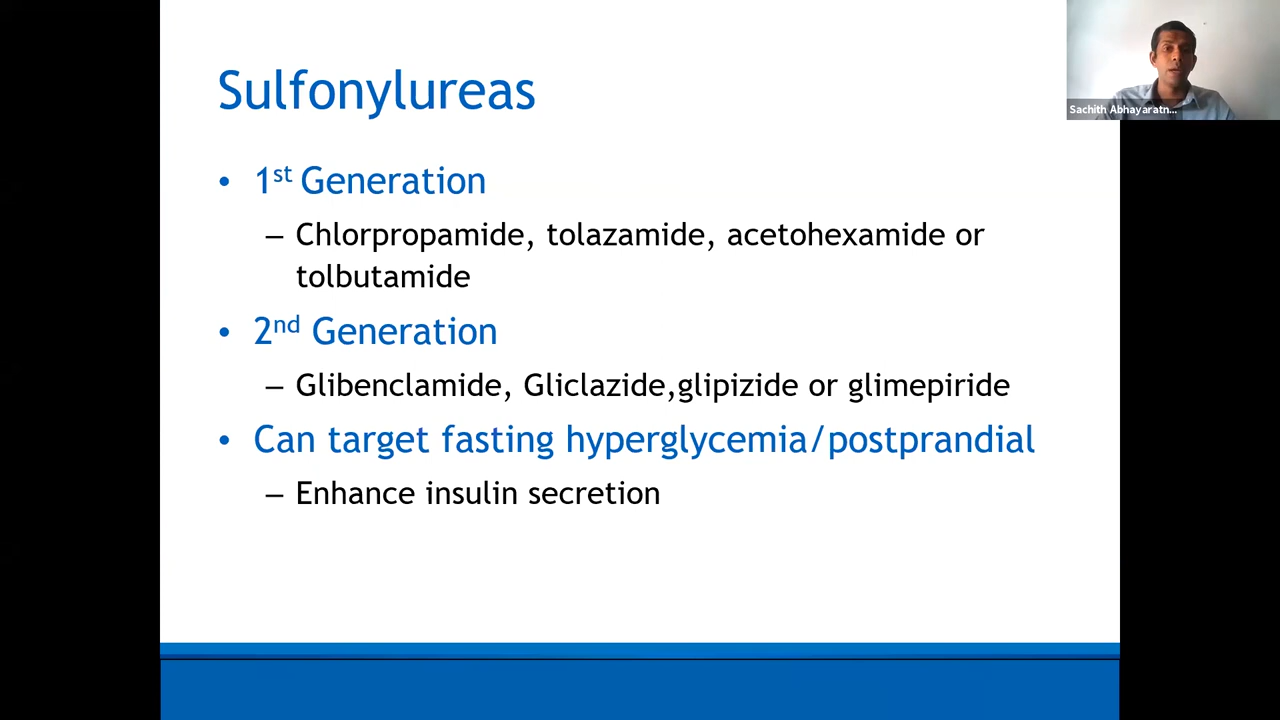 Sulfonylureas
Sachith Abhayaratn...
• 1st Generation
– Chlorpropamide, tolazamide, acetohexamide or
tolbutamide
• 2nd Generation
– Glibenclamide, Gliclazide,glipizide or glimepiride
• Can target fasting hyperglycemia/postprandial
– Enhance insulin secretion